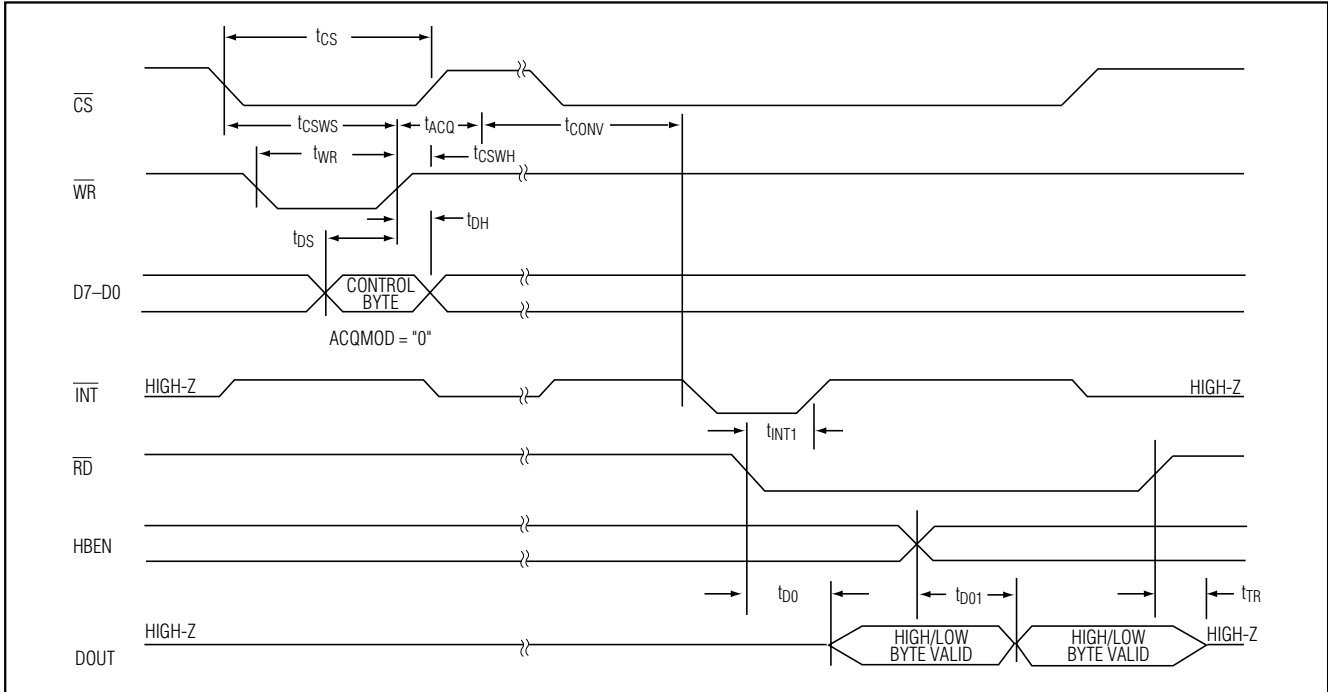 tCS
CS
tCSWS
tACQ
tCONV
tWR
tCSWH
WR
tDH
tDS
D7–D0
CONTROL
BYTE
ACQMOD = "0"
INT
HIGH-Z
HIGH-Z
tINT1
RD
HBEN
tD0
tD01
tTR
DOUT
HIGH-Z
HIGH/LOW
BYTE VALID
HIGH/LOW
BYTE VALID
HIGH-Z